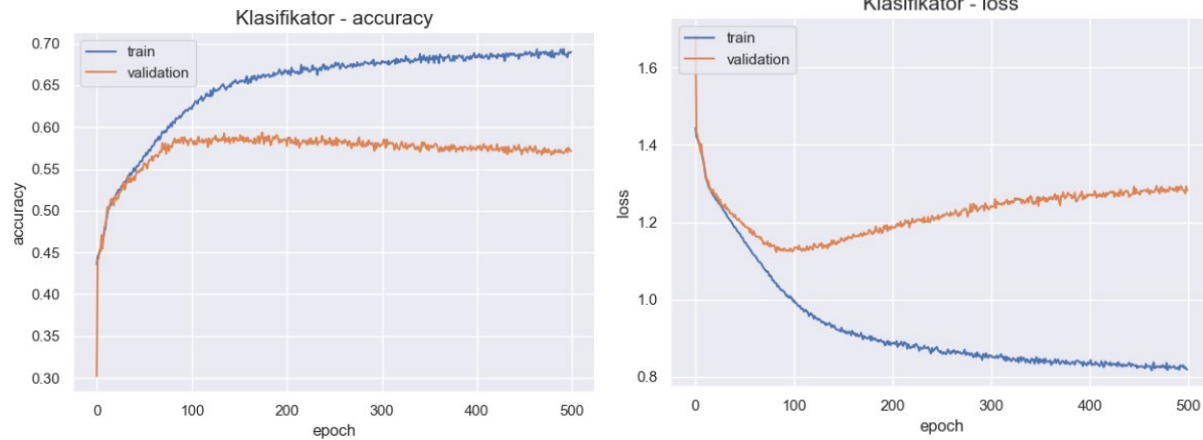 Klasifikator - accuracy
train
validation
0.70
0.65
0.60
0.55
0.50
0.45
0.40
0.35
0.30
accuracy
0
100
200
300
400
500
epoch
Klasifikator - loss
train
validation
1.6
1.4
1.2
1.0
0.8
loss
0
100
200
300
400
500
epoch